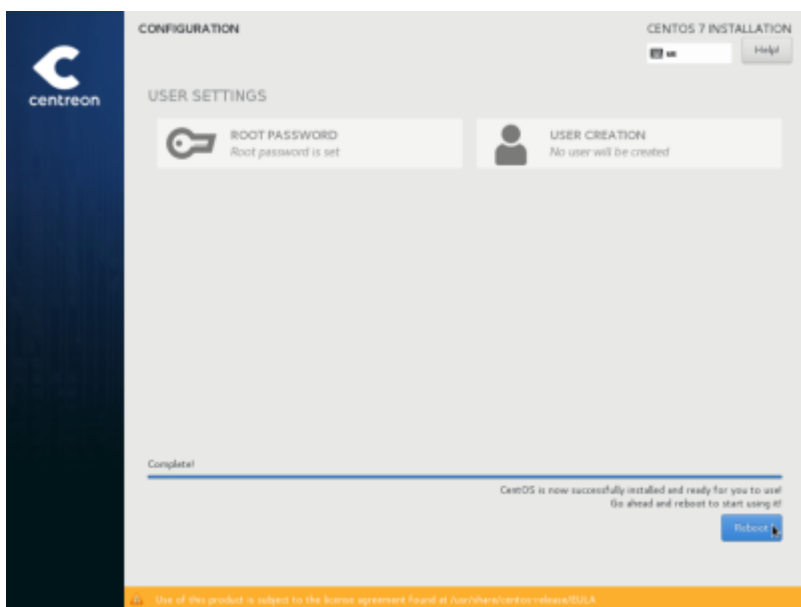 centreon
CONFIGURATION
CENTOS 7 INSTALLATION
Help!
USER SETTINGS
ROOT PASSWORD
Root password is set
USER CREATION
No user will be created
Complete!
CentOS is now successfully installed and ready for you to use!
Go ahead and reboot to start using it!
Reboot
Use of this product is subject to the license agreement found at /usr/share/centos-release/EULA